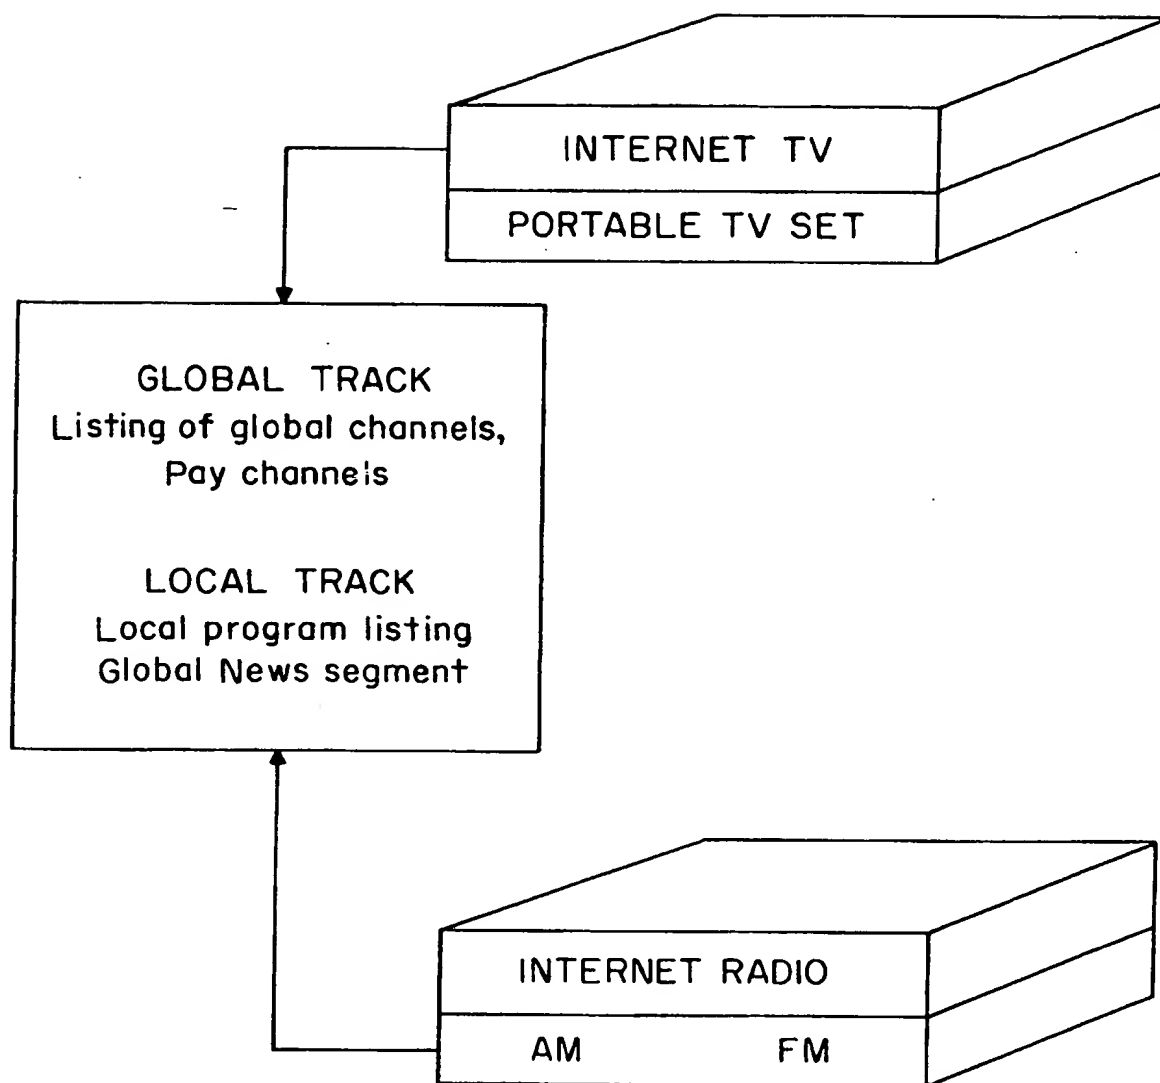 INTERNET TV
PORTABLE TV SET
GLOBAL TRACK
Listing of global channels,
Pay channels
LOCAL TRACK
Local program listing
Global News segment
INTERNET RADIO
AM FM